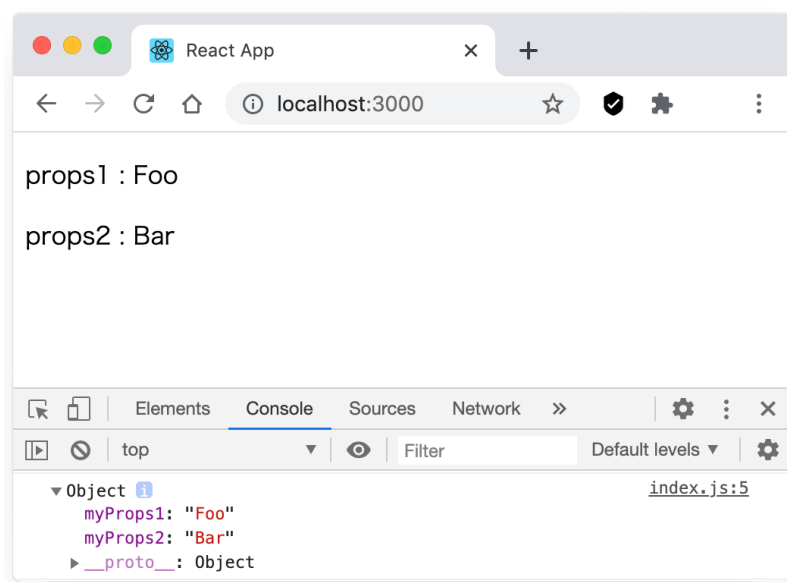 React App
localhost:3000
props1 : Foo
props2 : Bar
Elements Console Sources Network
top Filter Default levels
Object i index.js:5
myProps1: "Foo"
myProps2: "Bar"
__proto__: Object